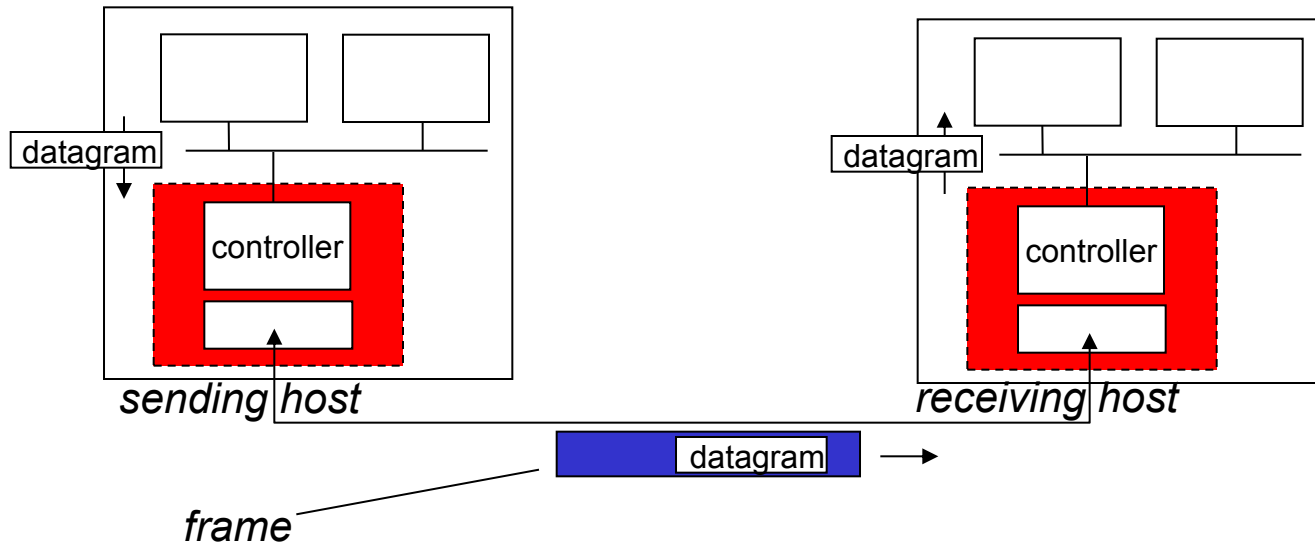 datagram
datagram
controller
controller
sending host
receiving host
datagram
frame